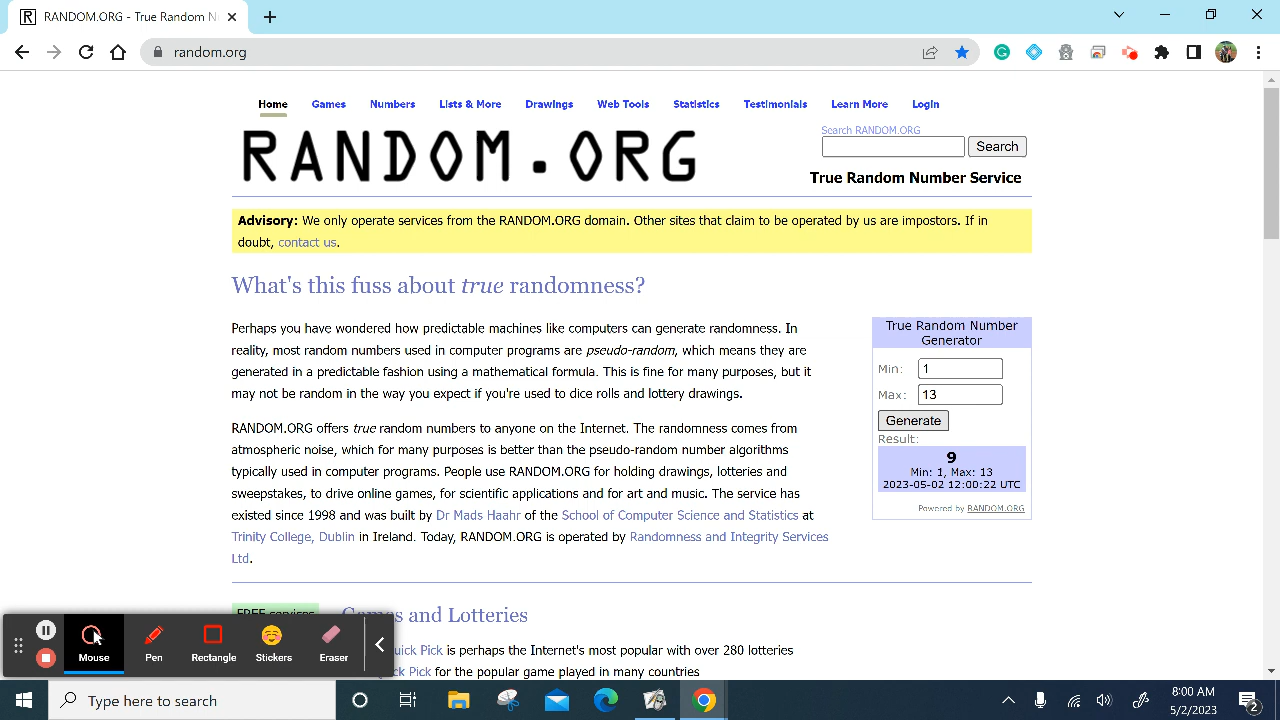 R RANDOM.ORG - True Random N
random.org
Home Games Numbers Lists & More Drawings Web Tools Statistics Testimonials Learn More Login
RANDOM.ORG
Search RANDOM.ORG
Search
True Random Number Service
Advisory: We only operate services from the RANDOM.ORG domain. Other sites that claim to be operated by us are impostors. If in
doubt, contact us.
What's this fuss about true randomness?
Perhaps you have wondered how predictable machines like computers can generate randomness. In
reality, most random numbers used in computer programs are pseudo-random, which means they are
generated in a predictable fashion using a mathematical formula. This is fine for many purposes, but it
may not be random in the way you expect if you're used to dice rolls and lottery drawings.
RANDOM.ORG offers true random numbers to anyone on the Internet. The randomness comes from
atmospheric noise, which for many purposes is better than the pseudo-random number algorithms
typically used in computer programs. People use RANDOM.ORG for holding drawings, lotteries and
sweepstakes, to drive online games, for scientific applications and for art and music. The service has
existed since 1998 and was built by Dr Mads Haahr of the School of Computer Science and Statistics at
Trinity College, Dublin in Ireland. Today, RANDOM.ORG is operated by Randomness and Integrity Services
Ltd.
True Random Number
Generator
Min: 1
Max: 13
Generate
Result:
9
Min: 1, Max: 13
2023-05-02 12:00:22 UTC
Powered by RANDOM.ORG
FREE services
Games and Lotteries
uick Pick is perhaps the Internet's most popular with over 280 lotteries
ck Pick for the popular game played in many countries
Mouse Pen Rectangle Stickers Eraser
Type here to search
8:00 AM
5/2/2023
2